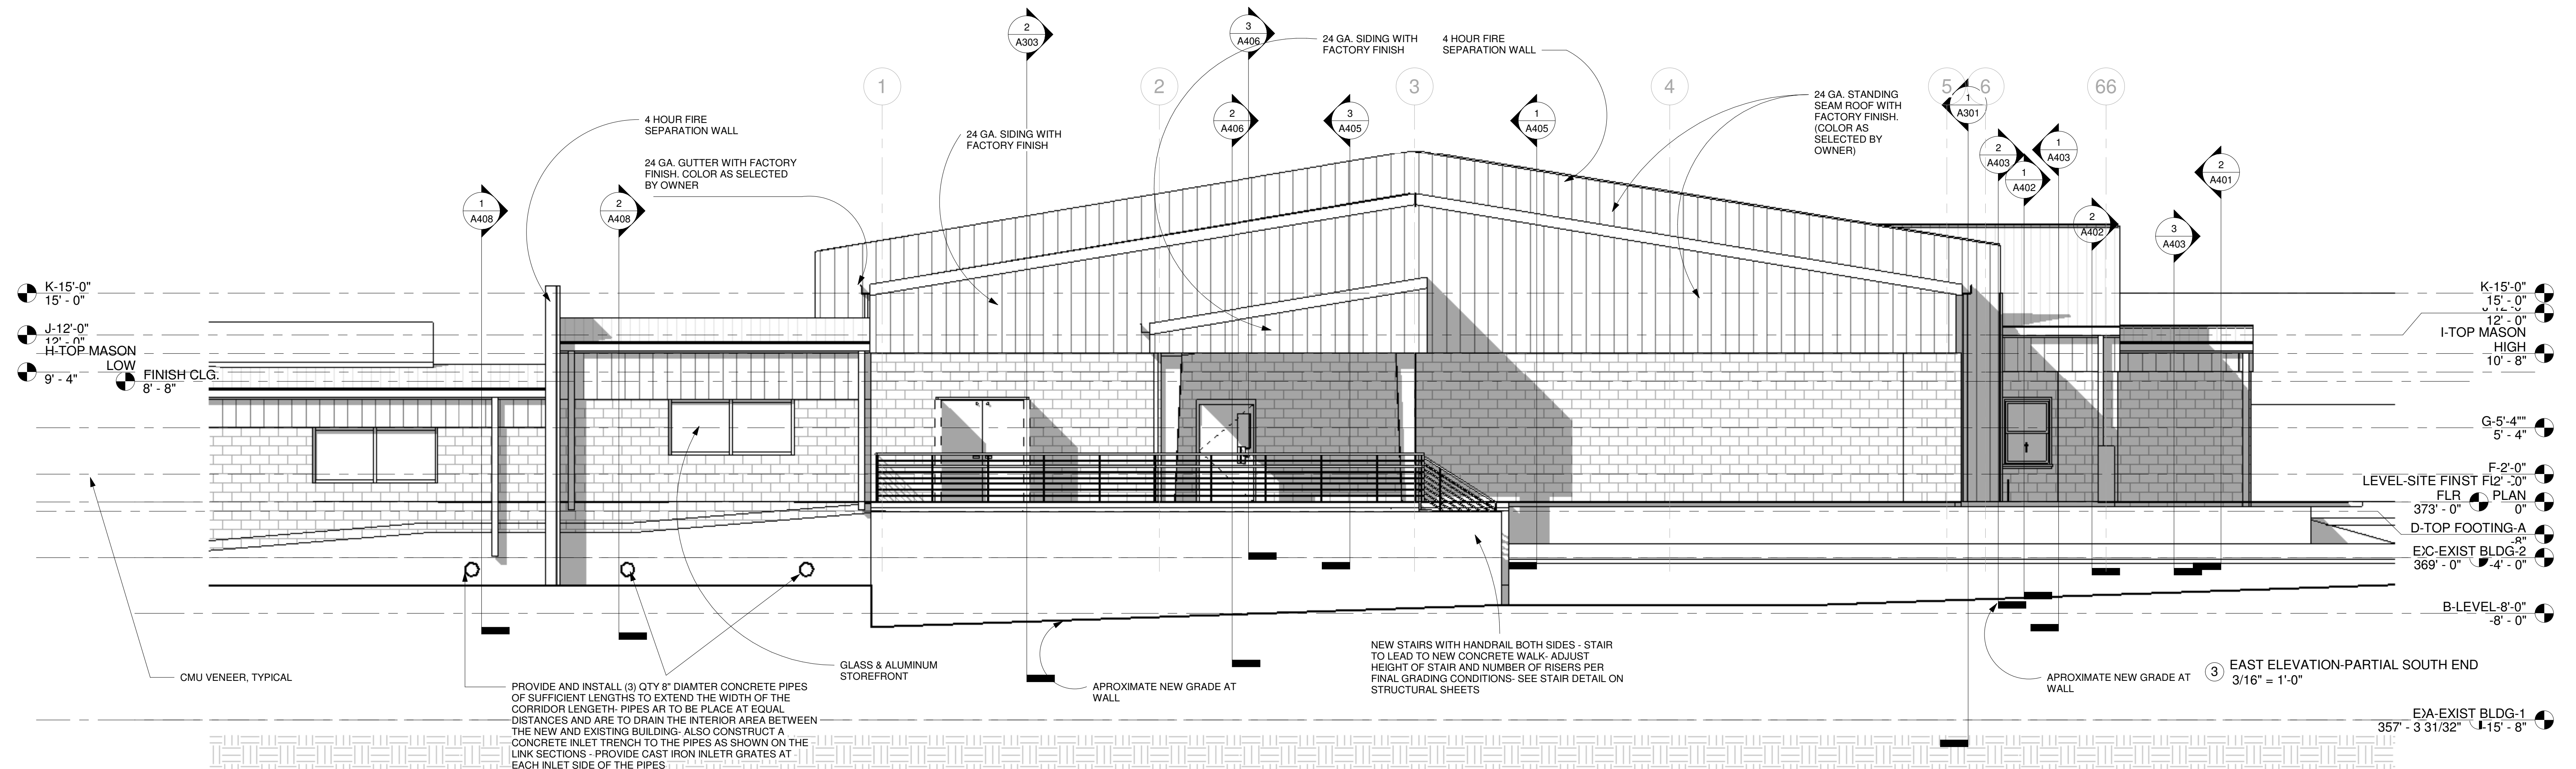 2
A303
3
A406
24 GA. SIDING WITH
FACTORY FINISH
4 HOUR FIRE
SEPARATION WALL
1
2
3
4
5
6
66
1
A301
24 GA. STANDING
SEAM ROOF WITH
FACTORY FINISH.
(COLOR AS
SELECTED BY
OWNER)
4 HOUR FIRE
SEPARATION WALL
24 GA. SIDING WITH
FACTORY FINISH
2
A406
3
A405
1
A405
2
A403
1
A403
1
A402
2
A401
24 GA. GUTTER WITH FACTORY
FINISH. COLOR AS SELECTED
BY OWNER
1
A408
2
A408
2
A402
3
A403
K-15'-0"
15' - 0"
J-12'-0"
12' - 0"
H-TOP MASON
LOW
9' - 4"
FINISH CLG.
8' - 8"
K-15'-0"
15' - 0"
12' - 0"
I-TOP MASON
HIGH
10' - 8"
G-5'-4""
5' - 4"
F-2'-0"
LEVEL-SITE FINST FL
2' - 0"
FLR PLAN
373' - 0" 0"
D-TOP FOOTING-A
-8"
C-EXIST BLDG-2
369' - 0" -4' - 0"
B-LEVEL-8'-0"
-8' - 0"
CMU VENEER, TYPICAL
PROVIDE AND INSTALL (3) QTY 8" DIAMTER CONCRETE PIPES
OF SUFFICIENT LENGTHS TO EXTEND THE WIDTH OF THE
CORRIDOR LENGETH- PIPES AR TO BE PLACE AT EQUAL
DISTANCES AND ARE TO DRAIN THE INTERIOR AREA BETWEEN
THE NEW AND EXISTING BUILDING- ALSO CONSTRUCT A
CONCRETE INLET TRENCH TO THE PIPES AS SHOWN ON THE
LINK SECTIONS - PROVIDE CAST IRON INLETR GRATES AT
EACH INLET SIDE OF THE PIPES
GLASS & ALUMINUM
STOREFRONT
APROXIMATE NEW GRADE AT
WALL
NEW STAIRS WITH HANDRAIL BOTH SIDES - STAIR
TO LEAD TO NEW CONCRETE WALK- ADJUST
HEIGHT OF STAIR AND NUMBER OF RISERS PER
FINAL GRADING CONDITIONS- SEE STAIR DETAIL ON
STRUCTURAL SHEETS
APROXIMATE NEW GRADE AT
WALL
3 EAST ELEVATION-PARTIAL SOUTH END
3/16" = 1'-0"
A-EXIST BLDG-1
357' - 3 31/32" -15' - 8"